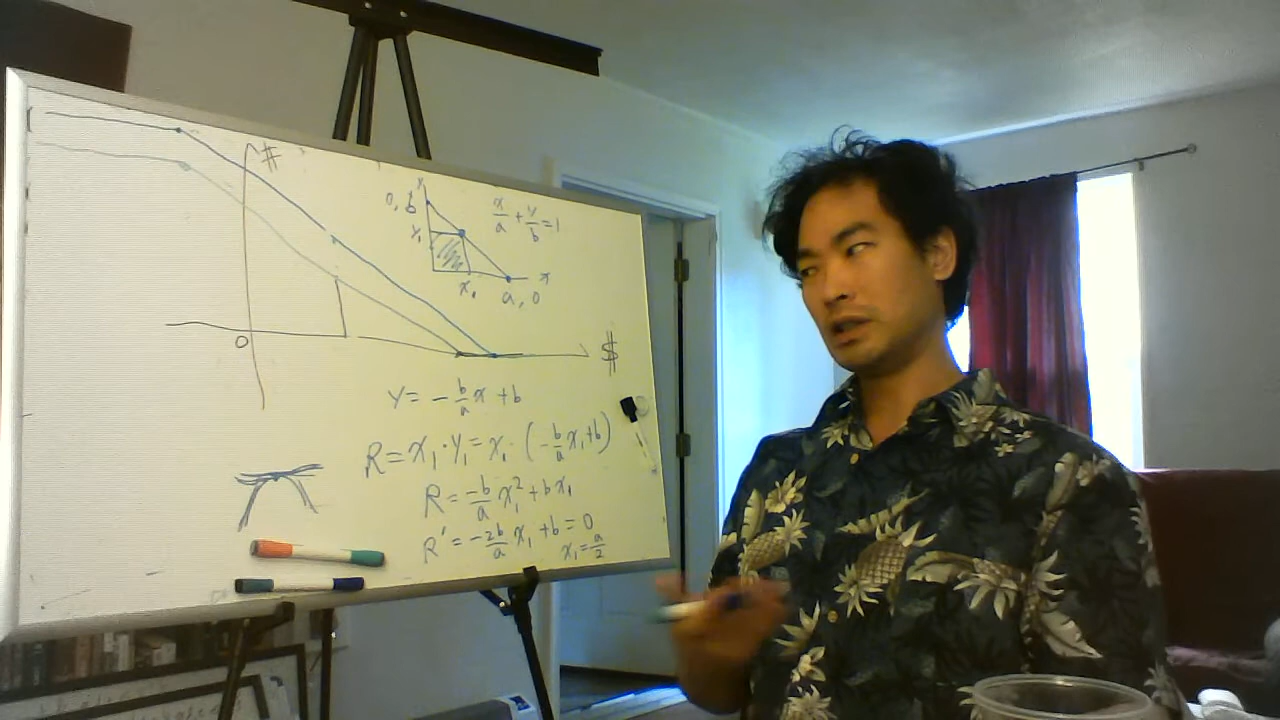 $
y
0, b
x/a + y/b = 1
y₁
x
x₁
a, 0
0
$
y = -b/a x + b
R = x₁ · y₁ = x₁ · (-b/a x₁ + b)
R = -b/a x₁² + b x₁
R' = -2b/a x₁ + b = 0
x₁ = a/2